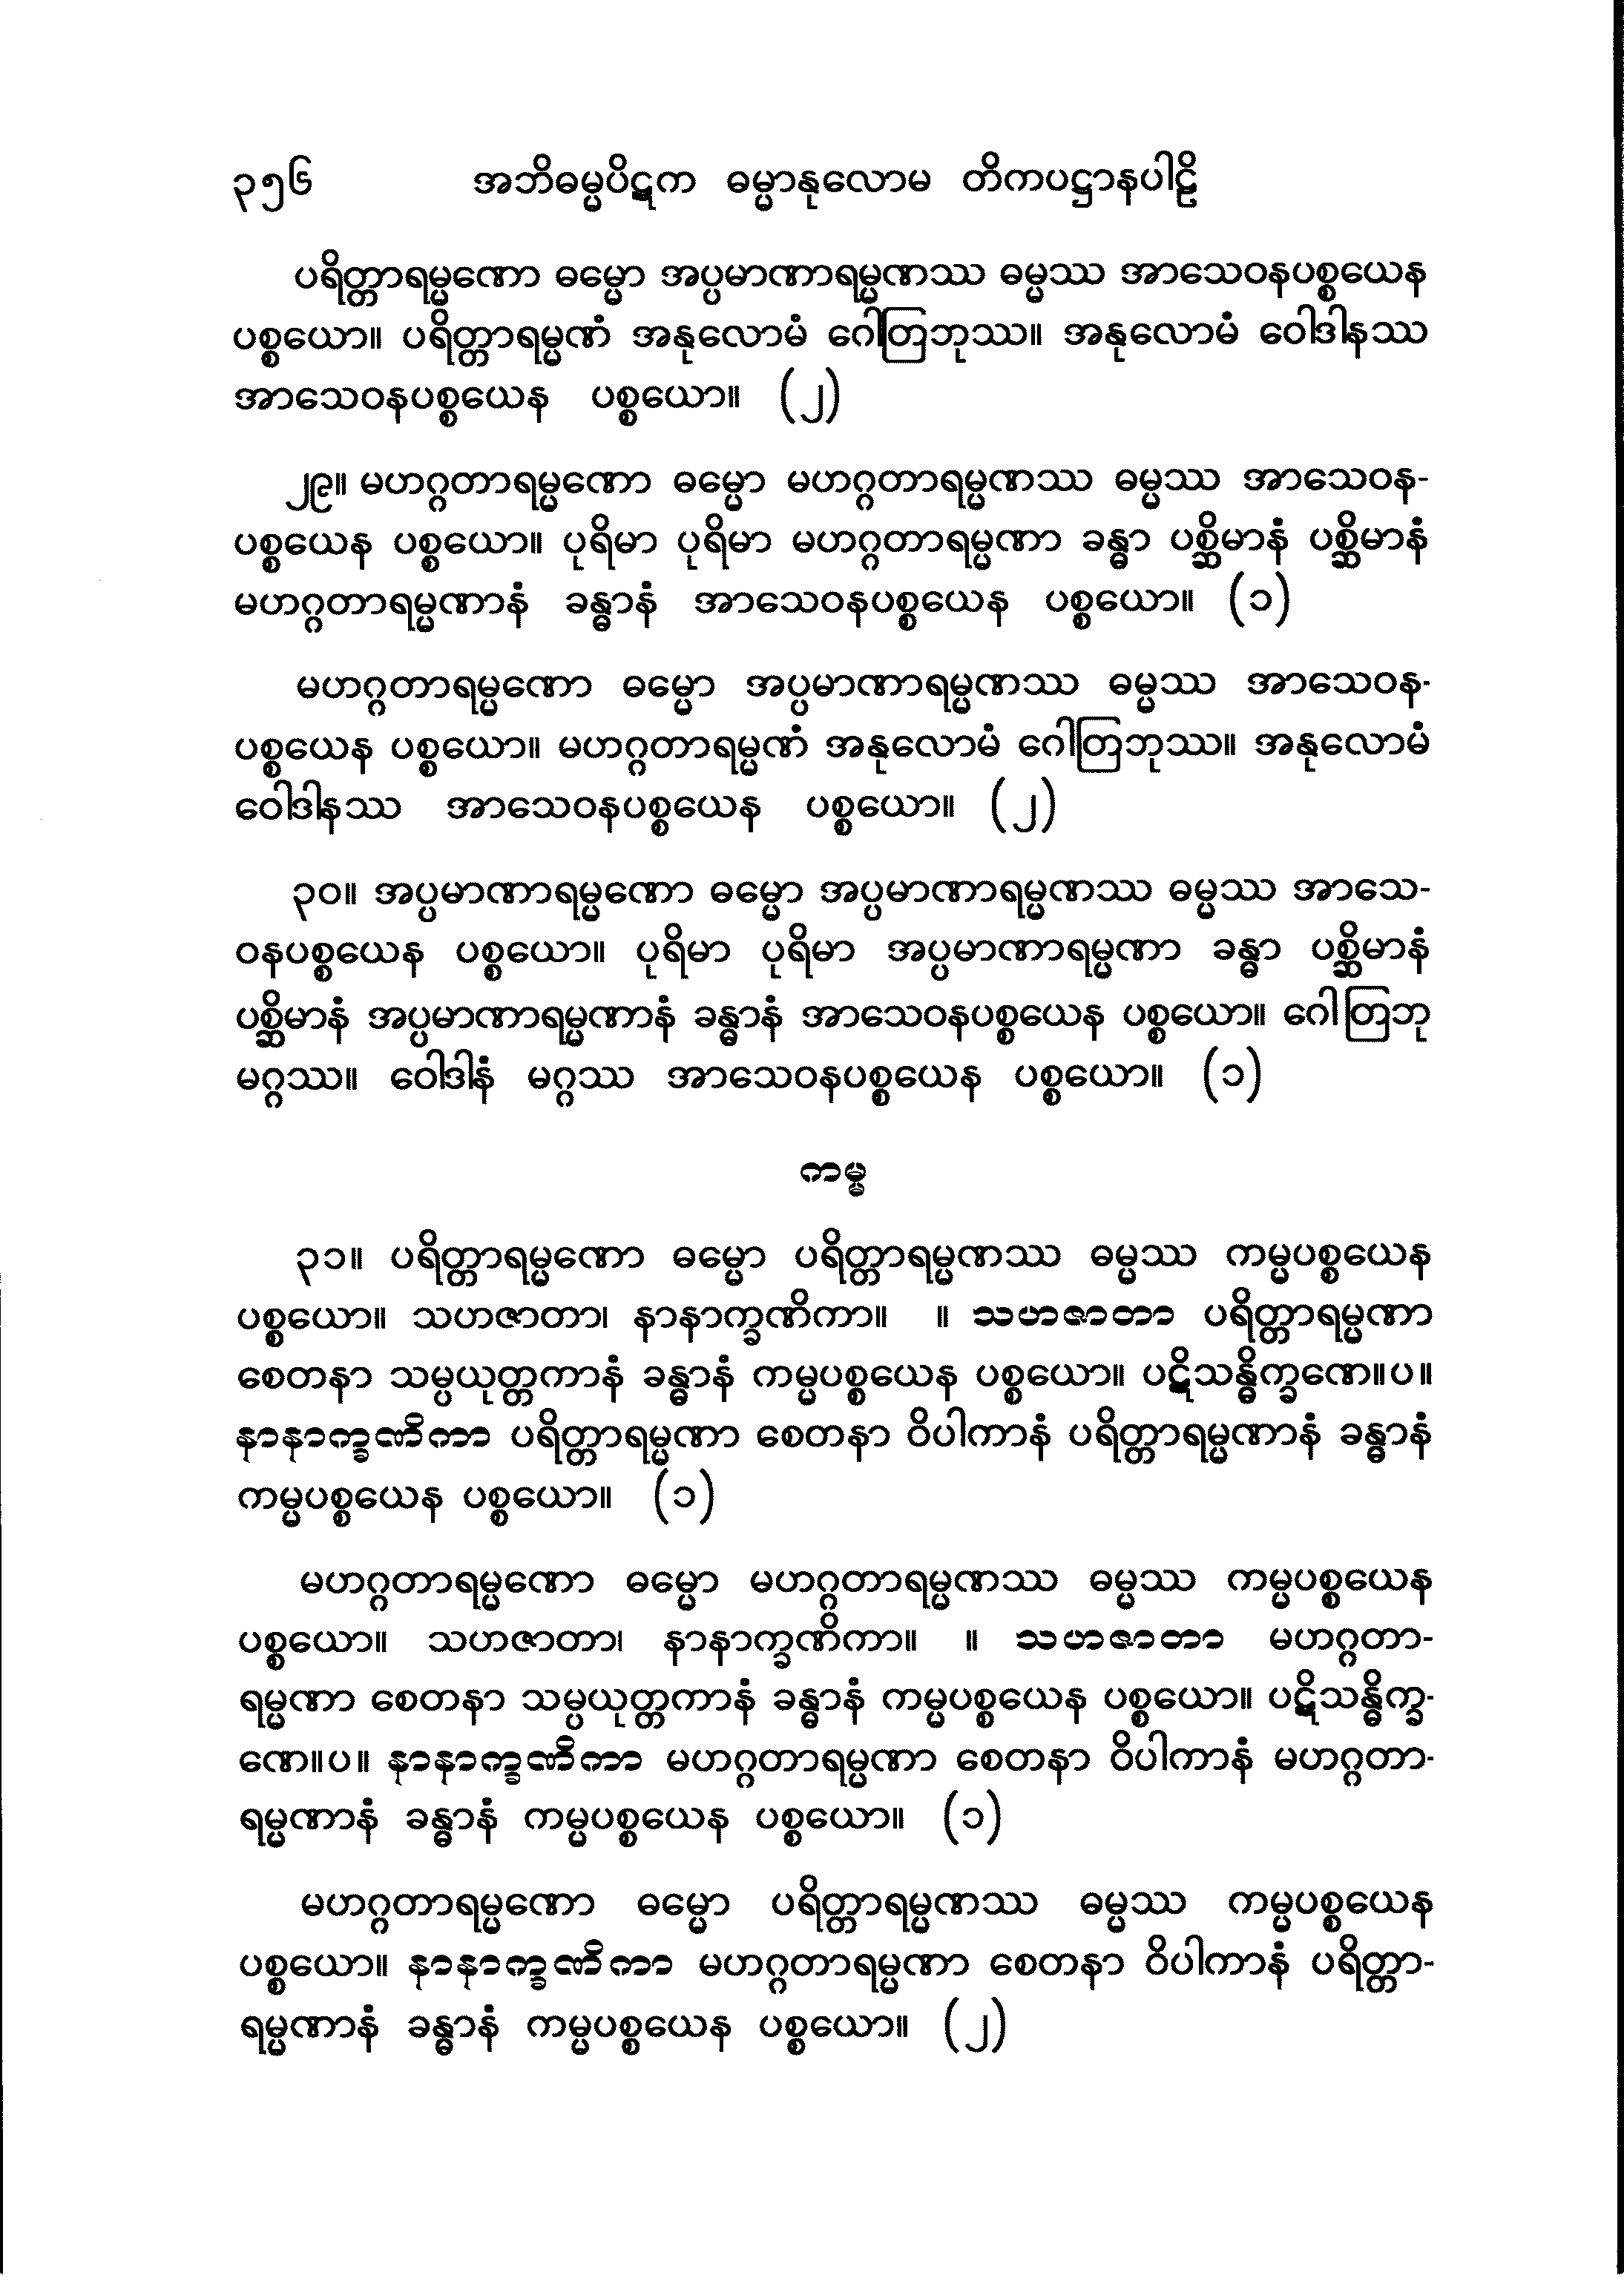 ၃၅၆ အဘိဓမ္မပိဋက ဓမ္မာနုလောမ တိကပဋ္ဌာနပါဠိ
ပရိတ္တာရမ္မဏော ဓမ္မော အပ္ပမာဏာရမ္မဏဿ ဓမ္မဿ အာသေဝနပစ္စယေန
ပစ္စယော။ ပရိတ္တာရမ္မဏံ အနုလောမံ ဂေါတြဘုဿ။ အနုလောမံ ဝေါဒါနဿ
အာသေဝနပစ္စယေန ပစ္စယော။ (၂)
၂၉။ မဟဂ္ဂတာရမ္မဏော ဓမ္မော မဟဂ္ဂတာရမ္မဏဿ ဓမ္မဿ အာသေဝန-
ပစ္စယေန ပစ္စယော။ ပုရိမာ ပုရိမာ မဟဂ္ဂတာရမ္မဏာ ခန္ဓာ ပစ္ဆိမာနံ ပစ္ဆိမာနံ
မဟဂ္ဂတာရမ္မဏာနံ ခန္ဓာနံ အာသေဝနပစ္စယေန ပစ္စယော။ (၁)
မဟဂ္ဂတာရမ္မဏော ဓမ္မော အပ္ပမာဏာရမ္မဏဿ ဓမ္မဿ အာသေဝန-
ပစ္စယေန ပစ္စယော။ မဟဂ္ဂတာရမ္မဏံ အနုလောမံ ဂေါတြဘုဿ။ အနုလောမံ
ဝေါဒါနဿ အာသေဝနပစ္စယေန ပစ္စယော။ (၂)
၃၀။ အပ္ပမာဏာရမ္မဏော ဓမ္မော အပ္ပမာဏာရမ္မဏဿ ဓမ္မဿ အာသေ-
ဝနပစ္စယေန ပစ္စယော။ ပုရိမာ ပုရိမာ အပ္ပမာဏာရမ္မဏာ ခန္ဓာ ပစ္ဆိမာနံ
ပစ္ဆိမာနံ အပ္ပမာဏာရမ္မဏာနံ ခန္ဓာနံ အာသေဝနပစ္စယေန ပစ္စယော။ ဂေါတြဘု
မဂ္ဂဿ။ ဝေါဒါနံ မဂ္ဂဿ အာသေဝနပစ္စယေန ပစ္စယော။ (၁)
ကမ္မ
၃၁။ ပရိတ္တာရမ္မဏော ဓမ္မော ပရိတ္တာရမ္မဏဿ ဓမ္မဿ ကမ္မပစ္စယေန
ပစ္စယော။ သဟဇာတာ၊ နာနာက္ခဏိကာ။ ။ သဟဇာတာ ပရိတ္တာရမ္မဏာ
စေတနာ သမ္ပယုတ္တကာနံ ခန္ဓာနံ ကမ္မပစ္စယေန ပစ္စယော။ ပဋိသန္ဓိက္ခဏေ။ပ။
နာနာက္ခဏိကာ ပရိတ္တာရမ္မဏာ စေတနာ ဝိပါကာနံ ပရိတ္တာရမ္မဏာနံ ခန္ဓာနံ
ကမ္မပစ္စယေန ပစ္စယော။ (၁)
မဟဂ္ဂတာရမ္မဏော ဓမ္မော မဟဂ္ဂတာရမ္မဏဿ ဓမ္မဿ ကမ္မပစ္စယေန
ပစ္စယော။ သဟဇာတာ၊ နာနာက္ခဏိကာ။ ။ သဟဇာတာ မဟဂ္ဂတာ-
ရမ္မဏာ စေတနာ သမ္ပယုတ္တကာနံ ခန္ဓာနံ ကမ္မပစ္စယေန ပစ္စယော။ ပဋိသန္ဓိက္ခ-
ဏေ။ပ။ နာနာက္ခဏိကာ မဟဂ္ဂတာရမ္မဏာ စေတနာ ဝိပါကာနံ မဟဂ္ဂတာ-
ရမ္မဏာနံ ခန္ဓာနံ ကမ္မပစ္စယေန ပစ္စယော။ (၁)
မဟဂ္ဂတာရမ္မဏော ဓမ္မော ပရိတ္တာရမ္မဏဿ ဓမ္မဿ ကမ္မပစ္စယေန
ပစ္စယော။ နာနာက္ခဏိကာ မဟဂ္ဂတာရမ္မဏာ စေတနာ ဝိပါကာနံ ပရိတ္တာ-
ရမ္မဏာနံ ခန္ဓာနံ ကမ္မပစ္စယေန ပစ္စယော။ (၂)